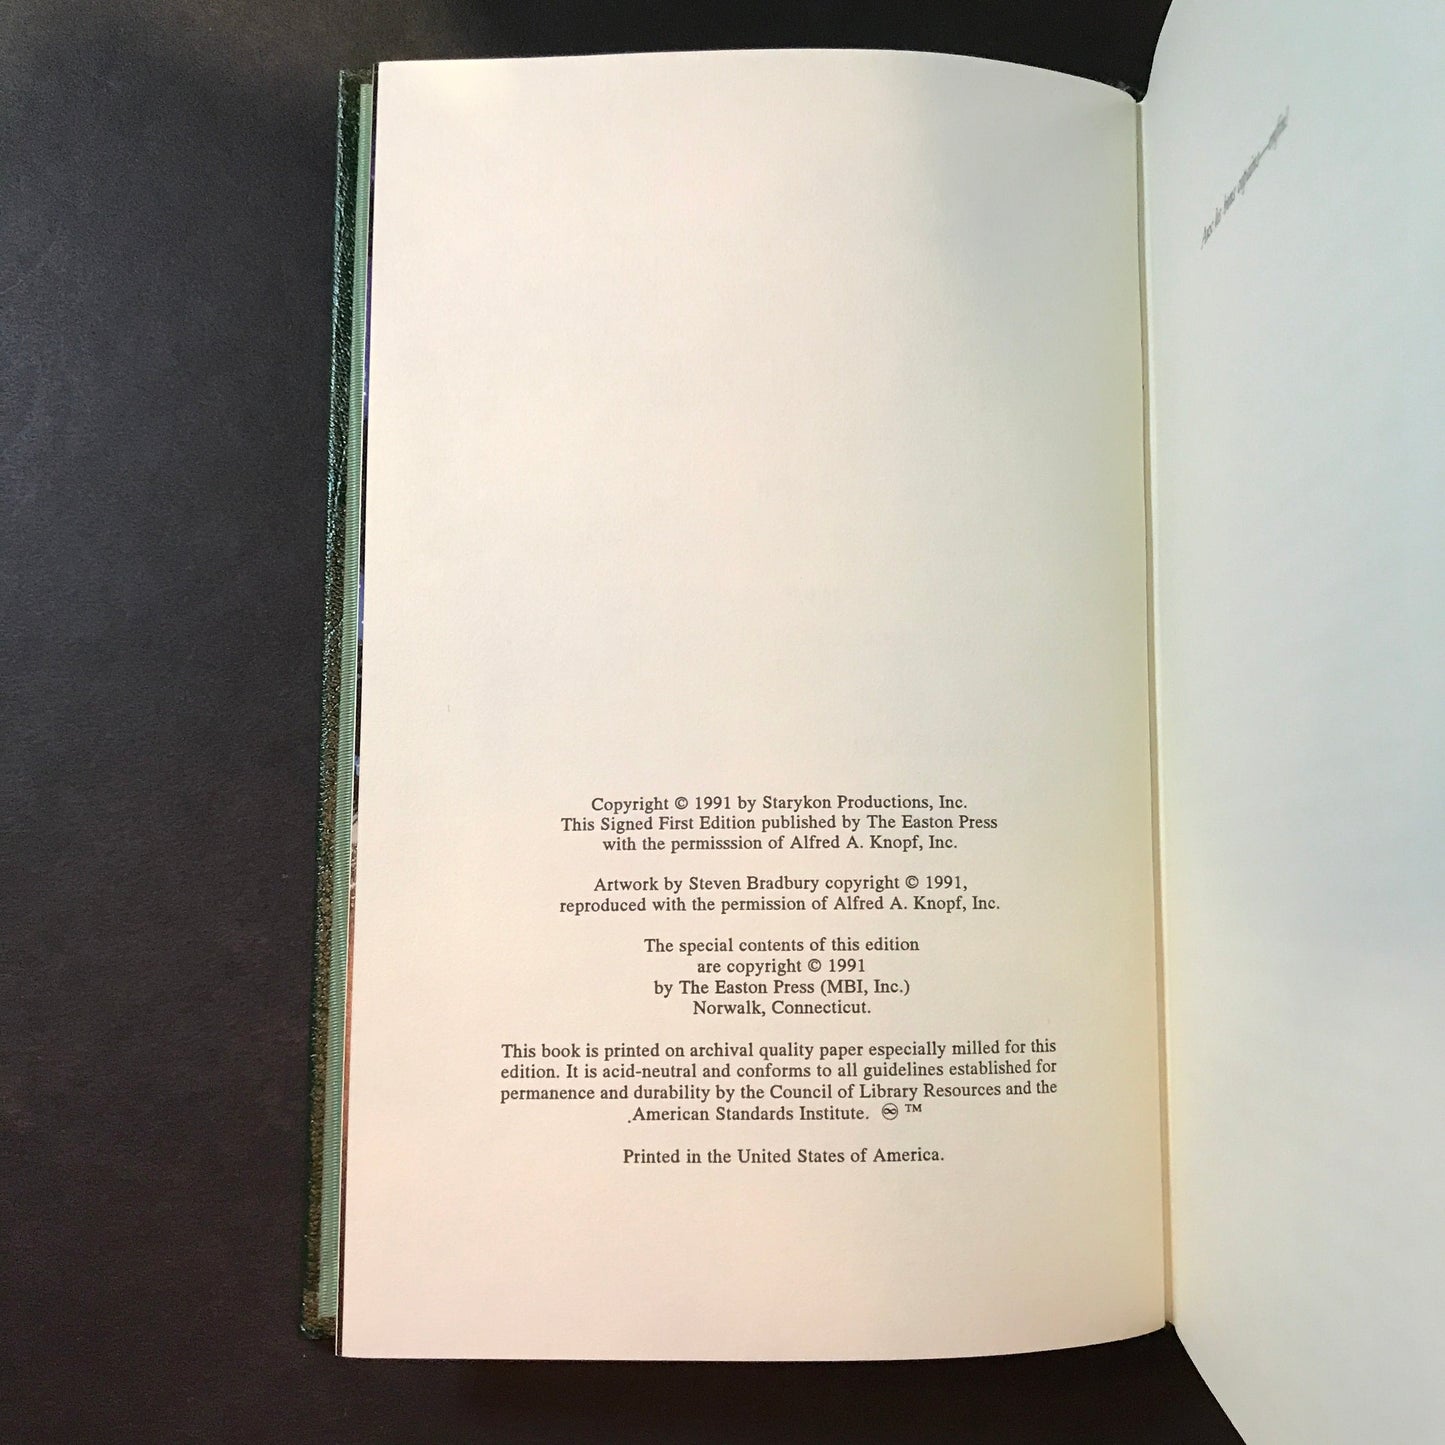 Copyright © 1991 by Starykon Productions, Inc.
This Signed First Edition published by The Easton Press
with the permisssion of Alfred A. Knopf, Inc.
Artwork by Steven Bradbury copyright © 1991,
reproduced with the permission of Alfred A. Knopf, Inc.
The special contents of this edition
are copyright © 1991
by The Easton Press (MBI, Inc.)
Norwalk, Connecticut.
This book is printed on archival quality paper especially milled for this
edition. It is acid-neutral and conforms to all guidelines established for
permanence and durability by the Council of Library Resources and the
.American Standards Institute. ♾ ™
Printed in the United States of America.